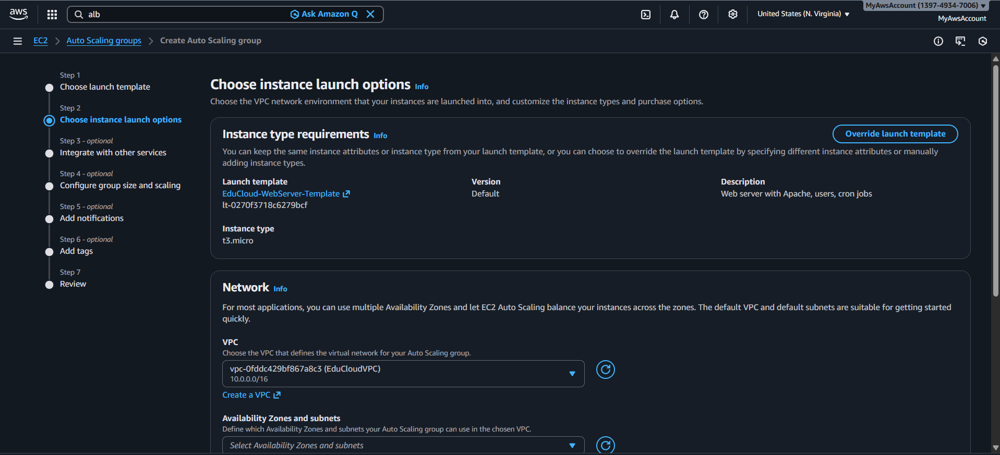 aws
alb
Ask Amazon Q
United States (N. Virginia)
MyAwsAccount (1397-4934-7006)
MyAwsAccount
EC2
Auto Scaling groups
Create Auto Scaling group
Step 1
Choose launch template
Step 2
Choose instance launch options
Step 3 - optional
Integrate with other services
Step 4 - optional
Configure group size and scaling
Step 5 - optional
Add notifications
Step 6 - optional
Add tags
Step 7
Review
Choose instance launch options Info
Choose the VPC network environment that your instances are launched into, and customize the instance types and purchase options.
Instance type requirements Info
Override launch template
You can keep the same instance attributes or instance type from your launch template, or you can choose to override the launch template by specifying different instance attributes or manually
adding instance types.
Launch template
EduCloud-WebServer-Template
lt-0270f3718c6279bcf
Version
Default
Description
Web server with Apache, users, cron jobs
Instance type
t3.micro
Network Info
For most applications, you can use multiple Availability Zones and let EC2 Auto Scaling balance your instances across the zones. The default VPC and default subnets are suitable for getting started
quickly.
VPC
Choose the VPC that defines the virtual network for your Auto Scaling group.
vpc-0fddc429bf867a8c3 (EduCloudVPC)
10.0.0.0/16
Create a VPC
Availability Zones and subnets
Define which Availability Zones and subnets your Auto Scaling group can use in the chosen VPC.
Select Availability Zones and subnets